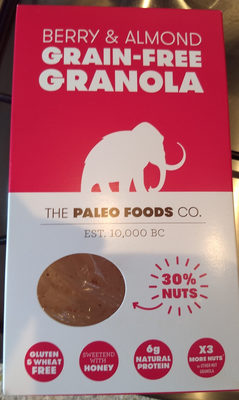 BERRY & ALMOND
GRAIN-FREE
GRANOLA
THE PALEO FOODS CO.
EST. 10,000 BC
30%
NUTS
GLUTEN
& WHEAT
FREE
SWEETEND
WITH
HONEY
6g
NATURAL
PROTEIN
X3
MORE NUTS